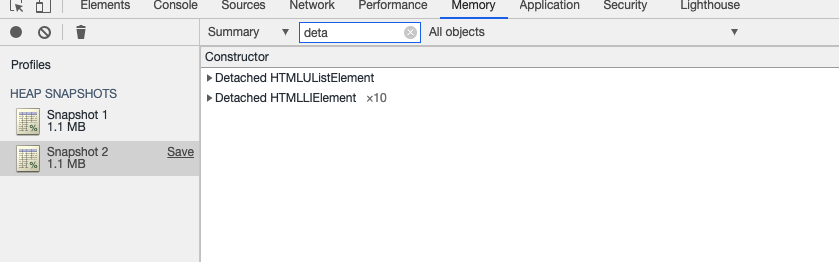 Elements Console Sources Network Performance Memory Application Security Lighthouse
Summary ▼ deta All objects ▼
Profiles
Constructor
Detached HTMLUListElement
HEAP SNAPSHOTS
Detached HTMLLIElement ×10
Snapshot 1
1.1 MB
Snapshot 2 Save
1.1 MB